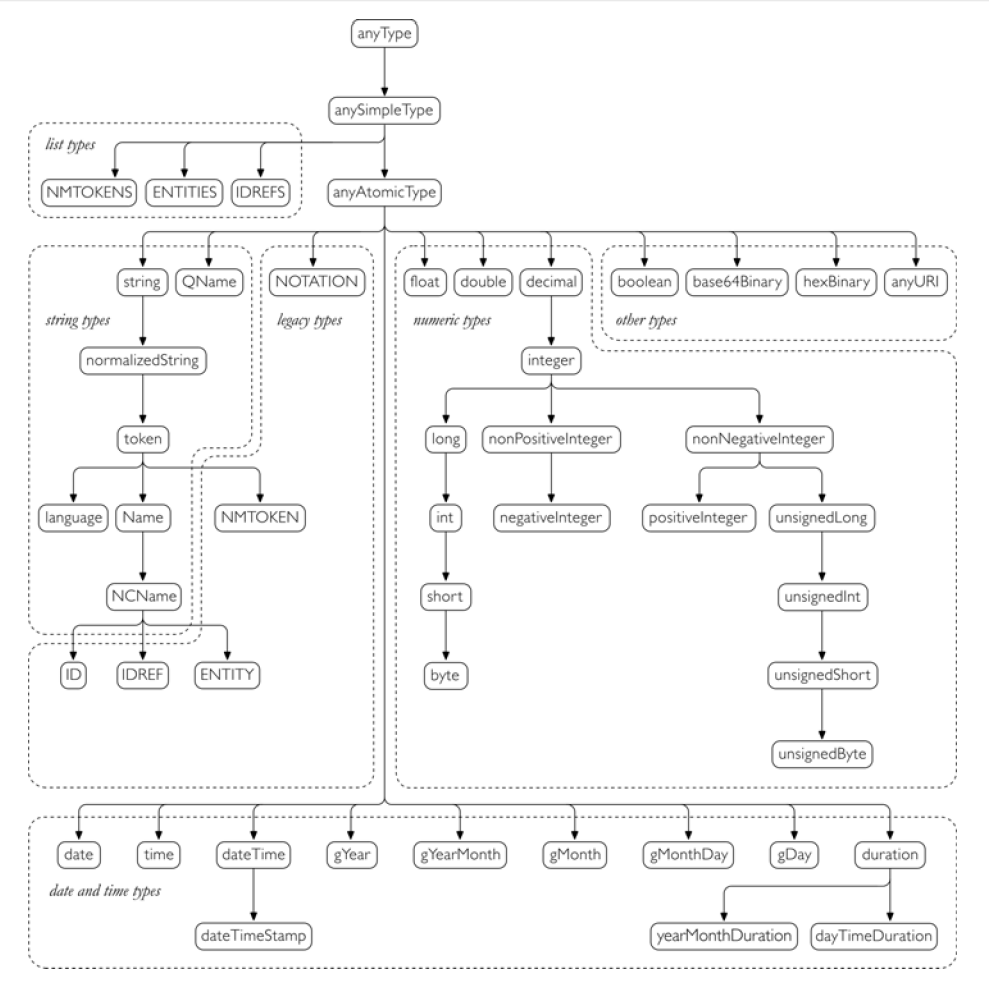 anyType
anySimpleType
list types
NMTOKENS ENTITIES IDREFS anyAtomicType
string QName NOTATION float double decimal boolean base64Binary hexBinary anyURI
string types legacy types numeric types other types
normalizedString integer
token long nonPositiveInteger nonNegativeInteger
language Name NMTOKEN int negativeInteger positiveInteger unsignedLong
NCName short unsignedInt
ID IDREF ENTITY byte unsignedShort
unsignedByte
date time dateTime gYear gYearMonth gMonth gMonthDay gDay duration
date and time types
dateTimeStamp yearMonthDuration dayTimeDuration